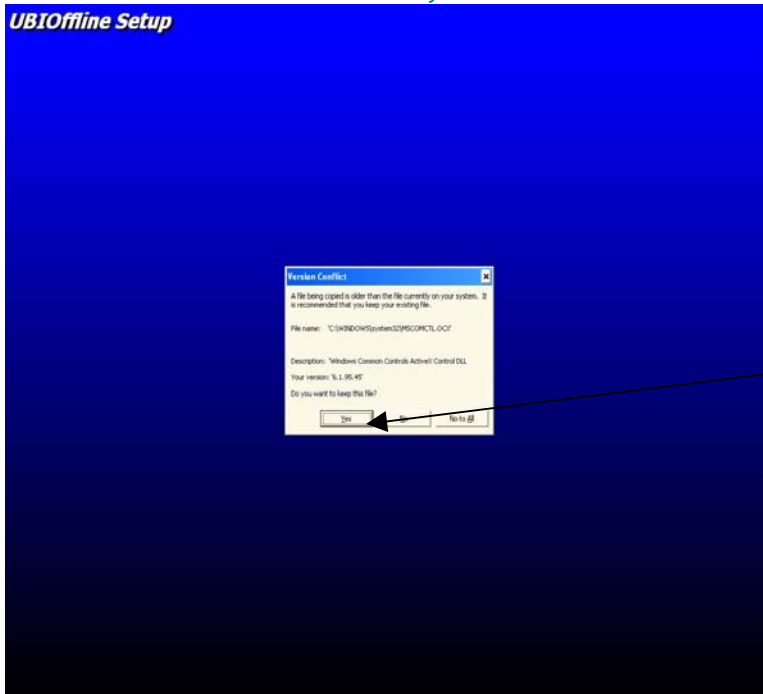 UBIOffline Setup
Version Conflict
A file being copied is older than the file currently on your system. It
is recommended that you keep your existing file.
File name: 'C:\WINDOWS\system32\MSCOMCTL.OCX'
Description: 'Windows Common Controls ActiveX Control DLL
Your version: '6.1.95.45'
Do you want to keep this file?
Yes No No to All